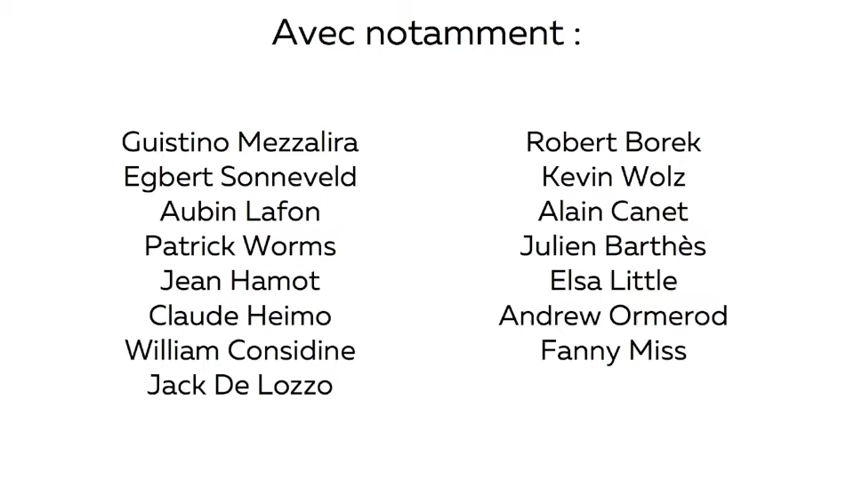 Avec notamment :
Guistino Mezzalira
Egbert Sonneveld
Aubin Lafon
Patrick Worms
Jean Hamot
Claude Heimo
William Considine
Jack De Lozzo
Robert Borek
Kevin Wolz
Alain Canet
Julien Barthès
Elsa Little
Andrew Ormerod
Fanny Miss